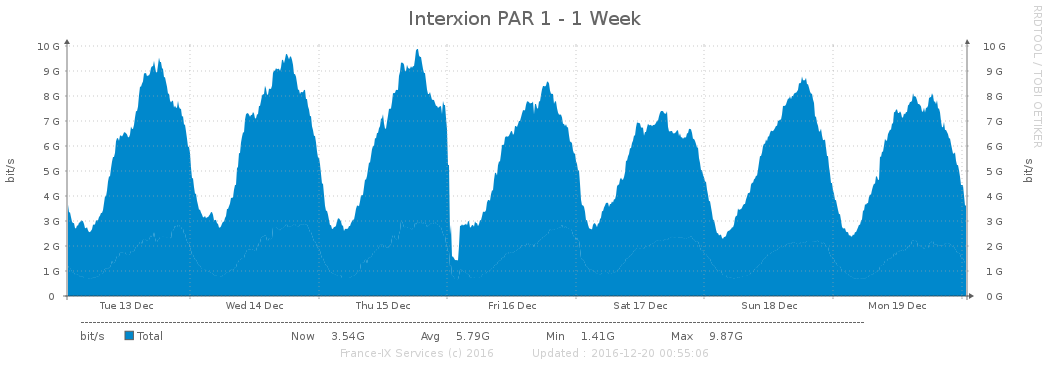 Interxion PAR 1 - 1 Week
RRDTOOL / TOBI OETIKER
bit/s
10 G 10 G
9 G 9 G
8 G 8 G
7 G 7 G
6 G 6 G
5 G 5 G
4 G 4 G
3 G 3 G
2 G 2 G
1 G 1 G
0 0 G
bit/s
Tue 13 Dec Wed 14 Dec Thu 15 Dec Fri 16 Dec Sat 17 Dec Sun 18 Dec Mon 19 Dec
bit/s Total Now 3.54G Avg 5.79G Min 1.41G Max 9.87G
France-IX Services (c) 2016 Updated : 2016-12-20 00:55:06